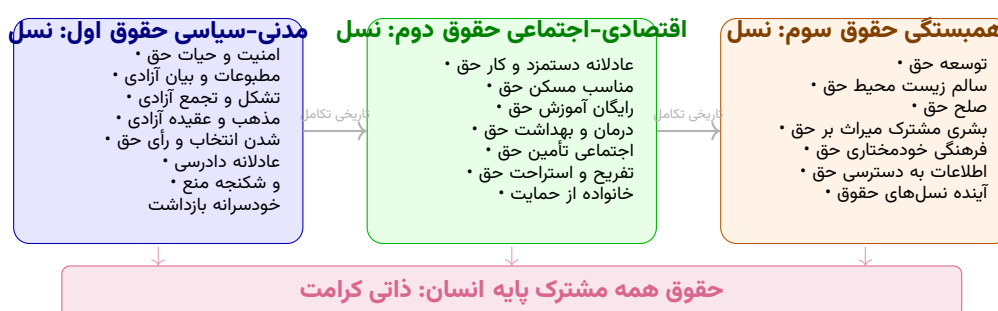 مدنی-سیاسی حقوق اول: نسل
امنیت و حیات حق •
مطبوعات و بیان آزادی •
تشکل و تجمع آزادی •
مذهب و عقیده آزادی •
شدن انتخاب و رأی حق •
عادلانه دادرسی •
و شکنجه منع •
خودسرانه بازداشت
تاریخی تکامل
اقتصادی-اجتماعی حقوق دوم: نسل
عادلانه دستمزد و کار حق •
مناسب مسکن حق •
رایگان آموزش حق •
درمان و بهداشت حق •
اجتماعی تأمین حق •
تفریح و استراحت حق •
خانواده از حمایت •
تاریخی تکامل
همبستگی حقوق سوم: نسل
توسعه حق •
سالم زیست محیط حق •
صلح حق •
بشری مشترک میراث بر حق •
فرهنگی خودمختاری حق •
اطلاعات به دسترسی حق •
آینده نسل‌های حقوق •
حقوق همه مشترک پایه انسان: ذاتی کرامت